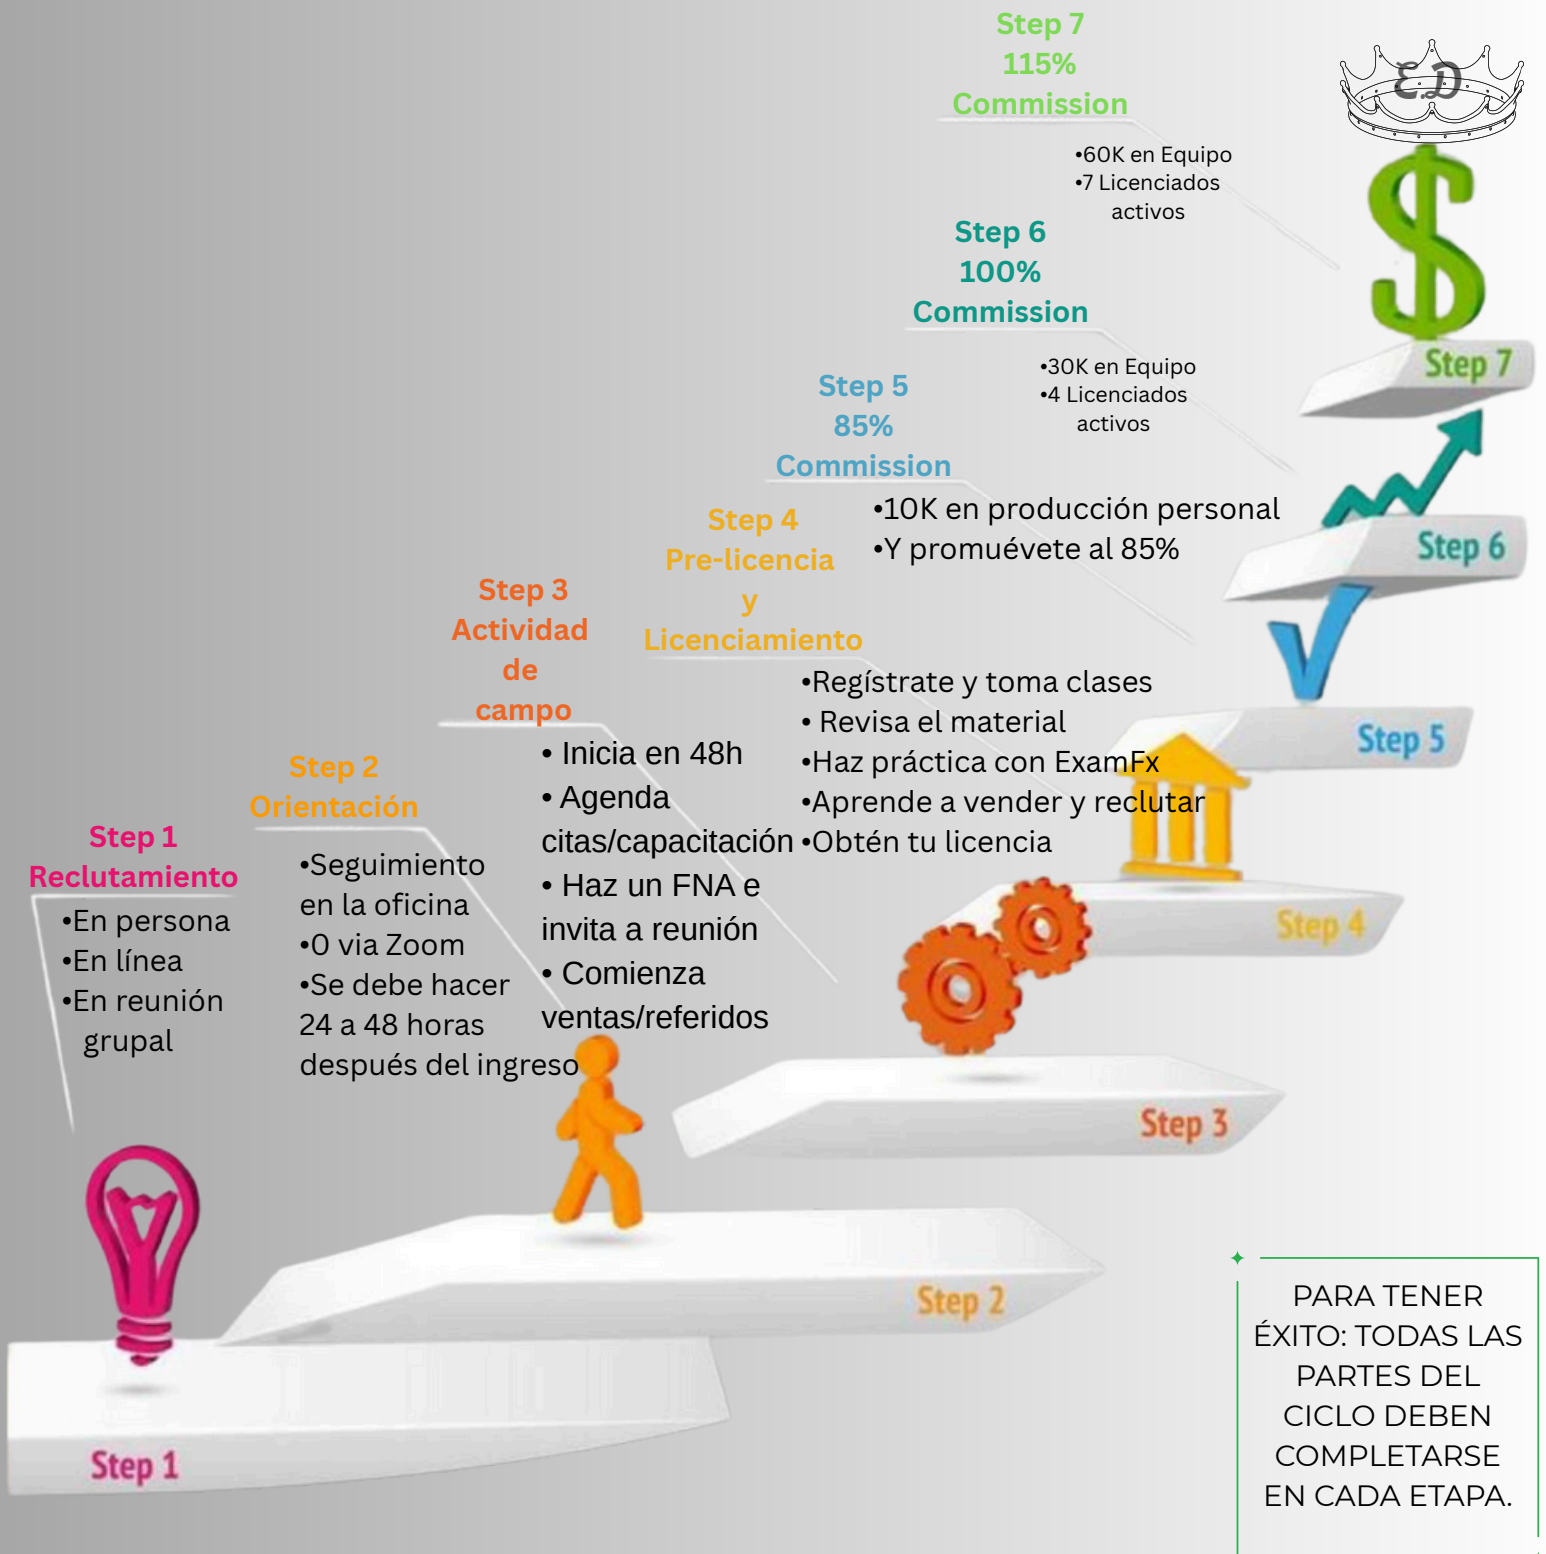 Step 1
Reclutamiento
•En persona
•En línea
•En reunión
grupal
Step 2
Orientación
•Seguimiento
en la oficina
•O via Zoom
•Se debe hacer
24 a 48 horas
después del ingreso
Step 3
Actividad
de
campo
• Inicia en 48h
• Agenda
citas/capacitación
• Haz un FNA e
invita a reunión
• Comienza
ventas/referidos
Step 4
Pre-licencia
y
Licenciamiento
•Regístrate y toma clases
• Revisa el material
•Haz práctica con ExamFx
•Aprende a vender y reclutar
•Obtén tu licencia
Step 5
85%
Commission
•10K en producción personal
•Y promuévete al 85%
Step 6
100%
Commission
•30K en Equipo
•4 Licenciados
activos
Step 7
115%
Commission
•60K en Equipo
•7 Licenciados
activos
E.D
Step 7
Step 6
Step 5
Step 4
Step 3
Step 2
Step 1
PARA TENER
ÉXITO: TODAS LAS
PARTES DEL
CICLO DEBEN
COMPLETARSE
EN CADA ETAPA.